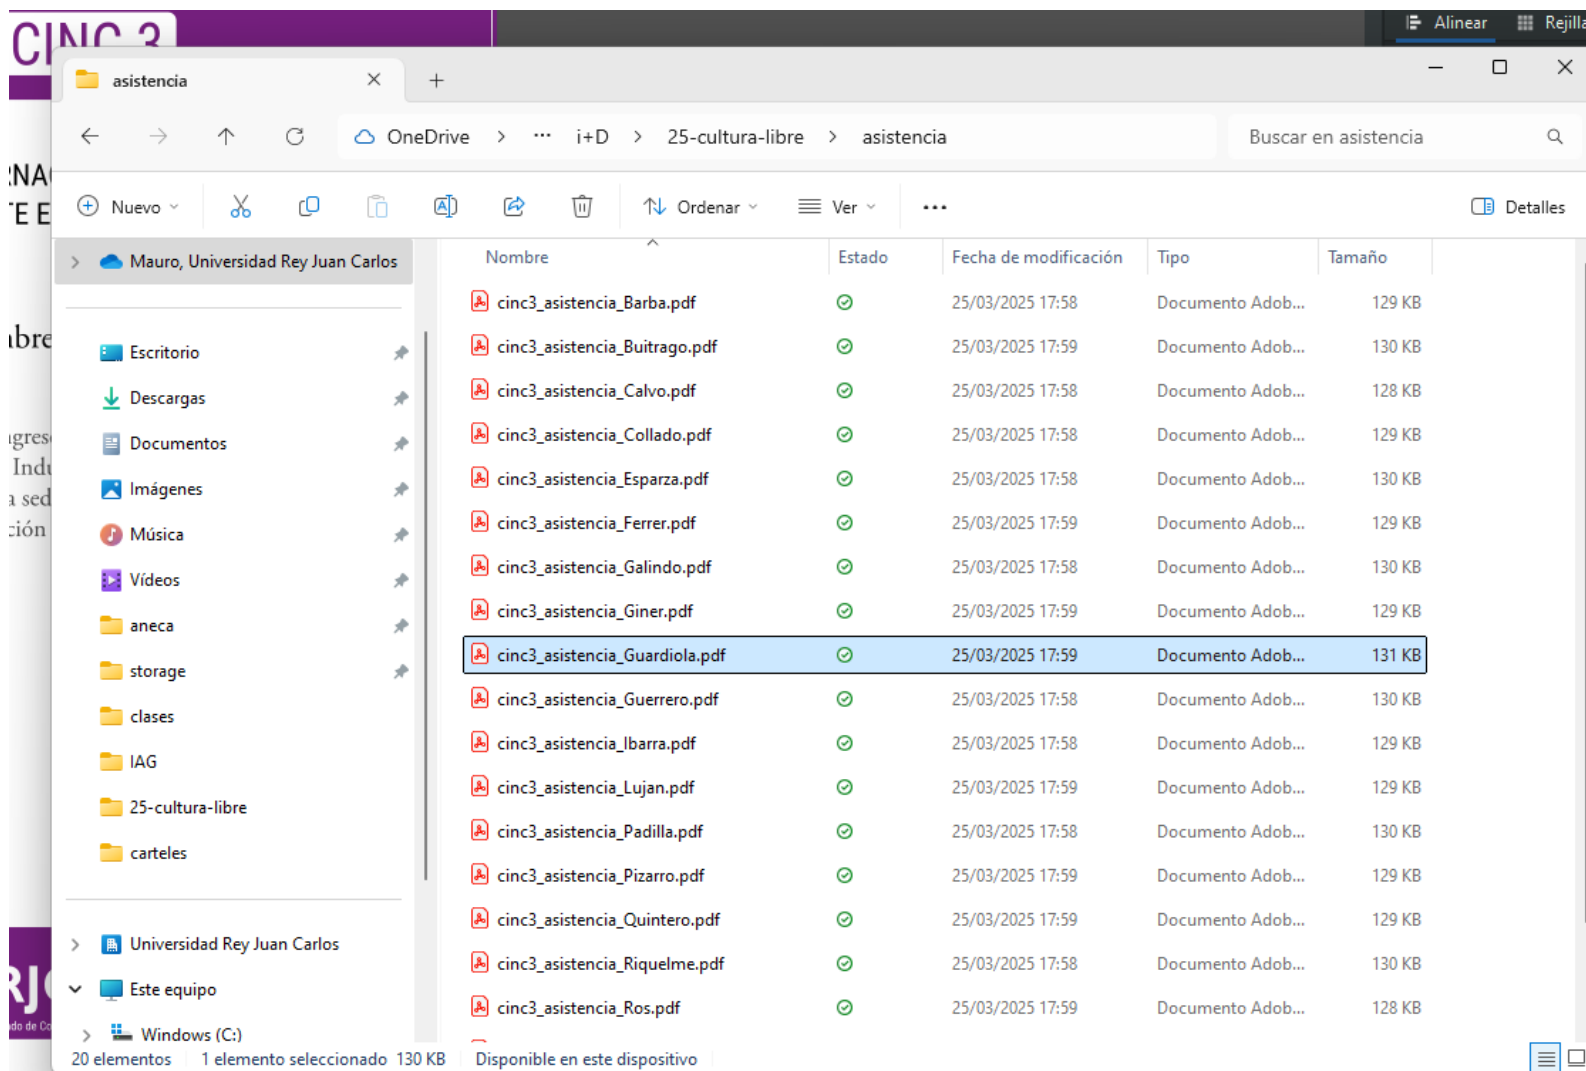 CINC 3
Alinear
asistencia
OneDrive > ... i+D > 25-cultura-libre > asistencia
Buscar en asistencia
Nuevo
Ordenar
Ver
Detalles
Mauro, Universidad Rey Juan Carlos
Escritorio
Descargas
Documentos
Imágenes
Música
Vídeos
aneca
storage
clases
IAG
25-cultura-libre
carteles
Universidad Rey Juan Carlos
Este equipo
Windows (C:)
Nombre Estado Fecha de modificación Tipo Tamaño
cinc3_asistencia_Barba.pdf 25/03/2025 17:58 Documento Adob... 129 KB
cinc3_asistencia_Buitrago.pdf 25/03/2025 17:59 Documento Adob... 130 KB
cinc3_asistencia_Calvo.pdf 25/03/2025 17:58 Documento Adob... 128 KB
cinc3_asistencia_Collado.pdf 25/03/2025 17:58 Documento Adob... 129 KB
cinc3_asistencia_Esparza.pdf 25/03/2025 17:58 Documento Adob... 130 KB
cinc3_asistencia_Ferrer.pdf 25/03/2025 17:59 Documento Adob... 129 KB
cinc3_asistencia_Galindo.pdf 25/03/2025 17:58 Documento Adob... 130 KB
cinc3_asistencia_Giner.pdf 25/03/2025 17:59 Documento Adob... 129 KB
cinc3_asistencia_Guardiola.pdf 25/03/2025 17:59 Documento Adob... 131 KB
cinc3_asistencia_Guerrero.pdf 25/03/2025 17:58 Documento Adob... 130 KB
cinc3_asistencia_Ibarra.pdf 25/03/2025 17:58 Documento Adob... 129 KB
cinc3_asistencia_Lujan.pdf 25/03/2025 17:59 Documento Adob... 129 KB
cinc3_asistencia_Padilla.pdf 25/03/2025 17:58 Documento Adob... 130 KB
cinc3_asistencia_Pizarro.pdf 25/03/2025 17:59 Documento Adob... 129 KB
cinc3_asistencia_Quintero.pdf 25/03/2025 17:59 Documento Adob... 129 KB
cinc3_asistencia_Riquelme.pdf 25/03/2025 17:58 Documento Adob... 130 KB
cinc3_asistencia_Ros.pdf 25/03/2025 17:59 Documento Adob... 128 KB
20 elementos 1 elemento seleccionado 130 KB Disponible en este dispositivo